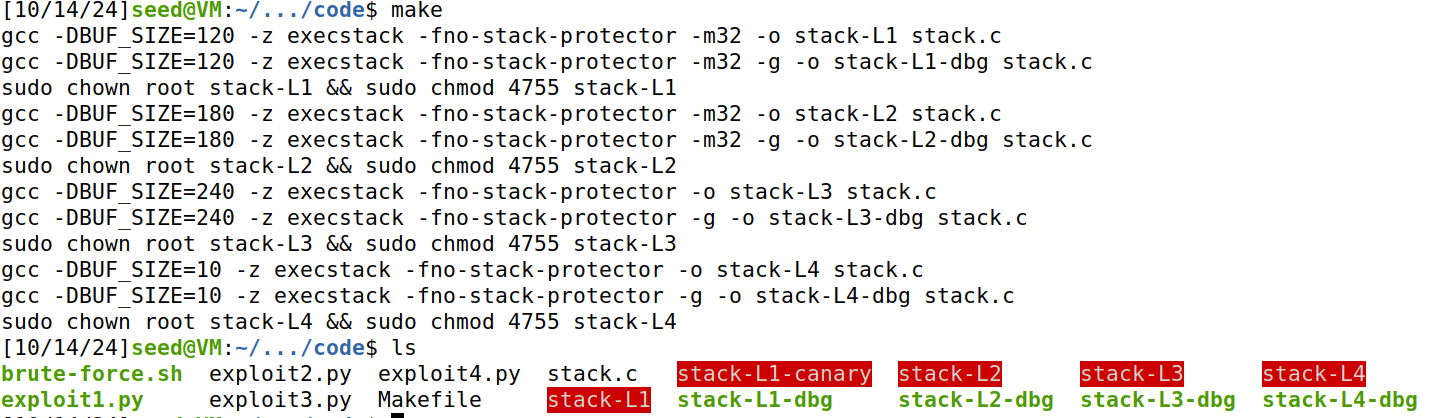 [10/14/24]seed@VM:~/.../code$ make
gcc -DBUF_SIZE=120 -z execstack -fno-stack-protector -m32 -o stack-L1 stack.c
gcc -DBUF_SIZE=120 -z execstack -fno-stack-protector -m32 -g -o stack-L1-dbg stack.c
sudo chown root stack-L1 && sudo chmod 4755 stack-L1
gcc -DBUF_SIZE=180 -z execstack -fno-stack-protector -m32 -o stack-L2 stack.c
gcc -DBUF_SIZE=180 -z execstack -fno-stack-protector -m32 -g -o stack-L2-dbg stack.c
sudo chown root stack-L2 && sudo chmod 4755 stack-L2
gcc -DBUF_SIZE=240 -z execstack -fno-stack-protector -o stack-L3 stack.c
gcc -DBUF_SIZE=240 -z execstack -fno-stack-protector -g -o stack-L3-dbg stack.c
sudo chown root stack-L3 && sudo chmod 4755 stack-L3
gcc -DBUF_SIZE=10 -z execstack -fno-stack-protector -o stack-L4 stack.c
gcc -DBUF_SIZE=10 -z execstack -fno-stack-protector -g -o stack-L4-dbg stack.c
sudo chown root stack-L4 && sudo chmod 4755 stack-L4
[10/14/24]seed@VM:~/.../code$ ls
brute-force.sh  exploit2.py  exploit4.py  stack.c   stack-L1-canary  stack-L2      stack-L3      stack-L4
exploit1.py     exploit3.py  Makefile     stack-L1  stack-L1-dbg     stack-L2-dbg  stack-L3-dbg  stack-L4-dbg